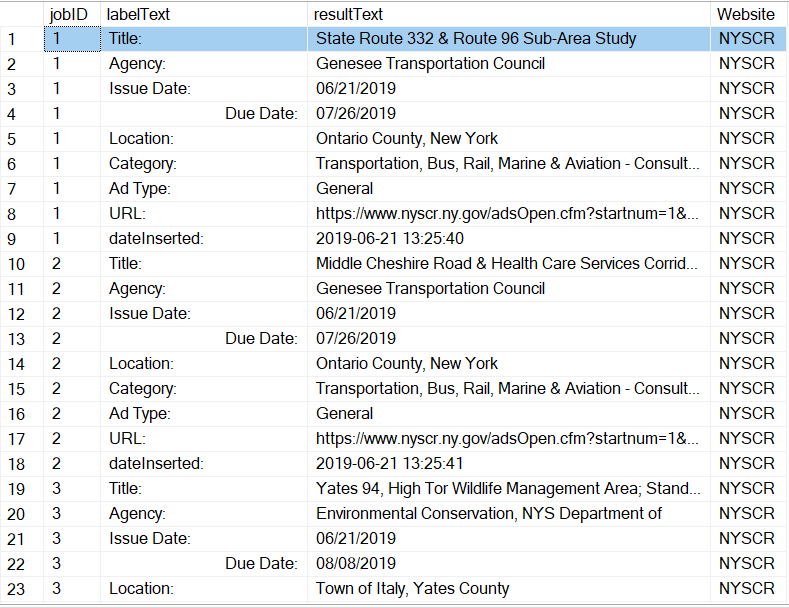 jobID labelText resultText Website
1 1 Title: State Route 332 & Route 96 Sub-Area Study NYSCR
2 1 Agency: Genesee Transportation Council NYSCR
3 1 Issue Date: 06/21/2019 NYSCR
4 1 Due Date: 07/26/2019 NYSCR
5 1 Location: Ontario County, New York NYSCR
6 1 Category: Transportation, Bus, Rail, Marine & Aviation - Consult... NYSCR
7 1 Ad Type: General NYSCR
8 1 URL: https://www.nyscr.ny.gov/adsOpen.cfm?startnum=1&... NYSCR
9 1 dateInserted: 2019-06-21 13:25:40 NYSCR
10 2 Title: Middle Cheshire Road & Health Care Services Corrid... NYSCR
11 2 Agency: Genesee Transportation Council NYSCR
12 2 Issue Date: 06/21/2019 NYSCR
13 2 Due Date: 07/26/2019 NYSCR
14 2 Location: Ontario County, New York NYSCR
15 2 Category: Transportation, Bus, Rail, Marine & Aviation - Consult... NYSCR
16 2 Ad Type: General NYSCR
17 2 URL: https://www.nyscr.ny.gov/adsOpen.cfm?startnum=1&... NYSCR
18 2 dateInserted: 2019-06-21 13:25:41 NYSCR
19 3 Title: Yates 94, High Tor Wildlife Management Area; Stand... NYSCR
20 3 Agency: Environmental Conservation, NYS Department of NYSCR
21 3 Issue Date: 06/21/2019 NYSCR
22 3 Due Date: 08/08/2019 NYSCR
23 3 Location: Town of Italy, Yates County NYSCR